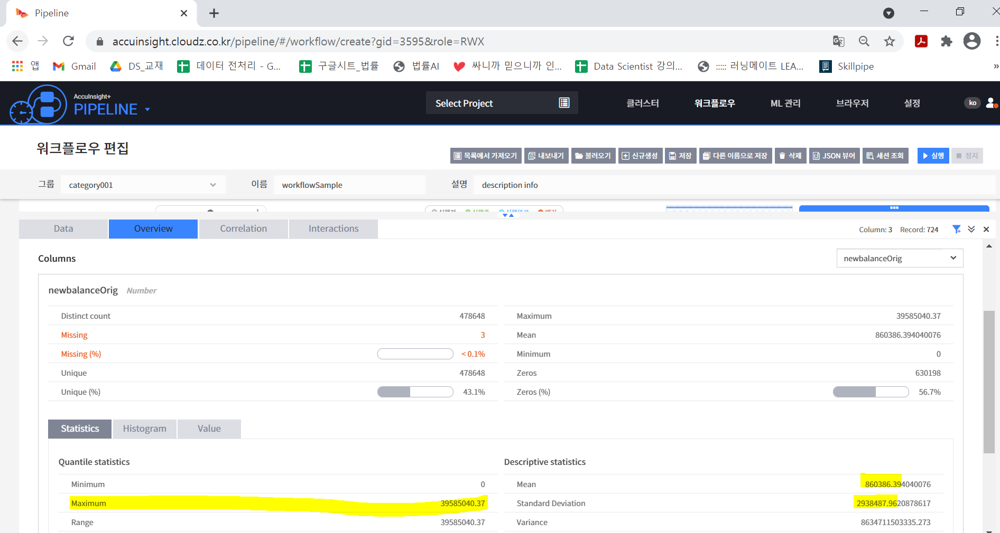 Pipeline
accuinsight.cloudz.co.kr/pipeline/#/workflow/create?gid=3595&role=RWX
앱 Gmail DS_교재 데이터 전처리 - G... 구글시트_법률 법률AI 싸니까 믿으니까 인... Data Scientist 강의... ::::: 러닝메이트 LEA... Skillpipe »
AccuInsight+
PIPELINE
Select Project 클러스터 워크플로우 ML 관리 브라우저 설정 ko
워크플로우 편집
목록에서 가져오기 내보내기 불러오기 신규생성 저장 다른 이름으로 저장 삭제 JSON 뷰어 세션 조회 실행 정지
그룹 category001 이름 workflowSample 설명 description info
Data Overview Correlation Interactions Column: 3 Record: 724
Columns newbalanceOrig
newbalanceOrig Number
Distinct count 478648 Maximum 39585040.37
Missing 3 Mean 860386.394040076
Missing (%) < 0.1% Minimum 0
Unique 478648 Zeros 630198
Unique (%) 43.1% Zeros (%) 56.7%
Statistics Histogram Value
Quantile statistics Descriptive statistics
Minimum 0 Mean 860386.394040076
Maximum 39585040.37 Standard Deviation 2938487.9620878617
Range 39585040.37 Variance 8634711503335.273